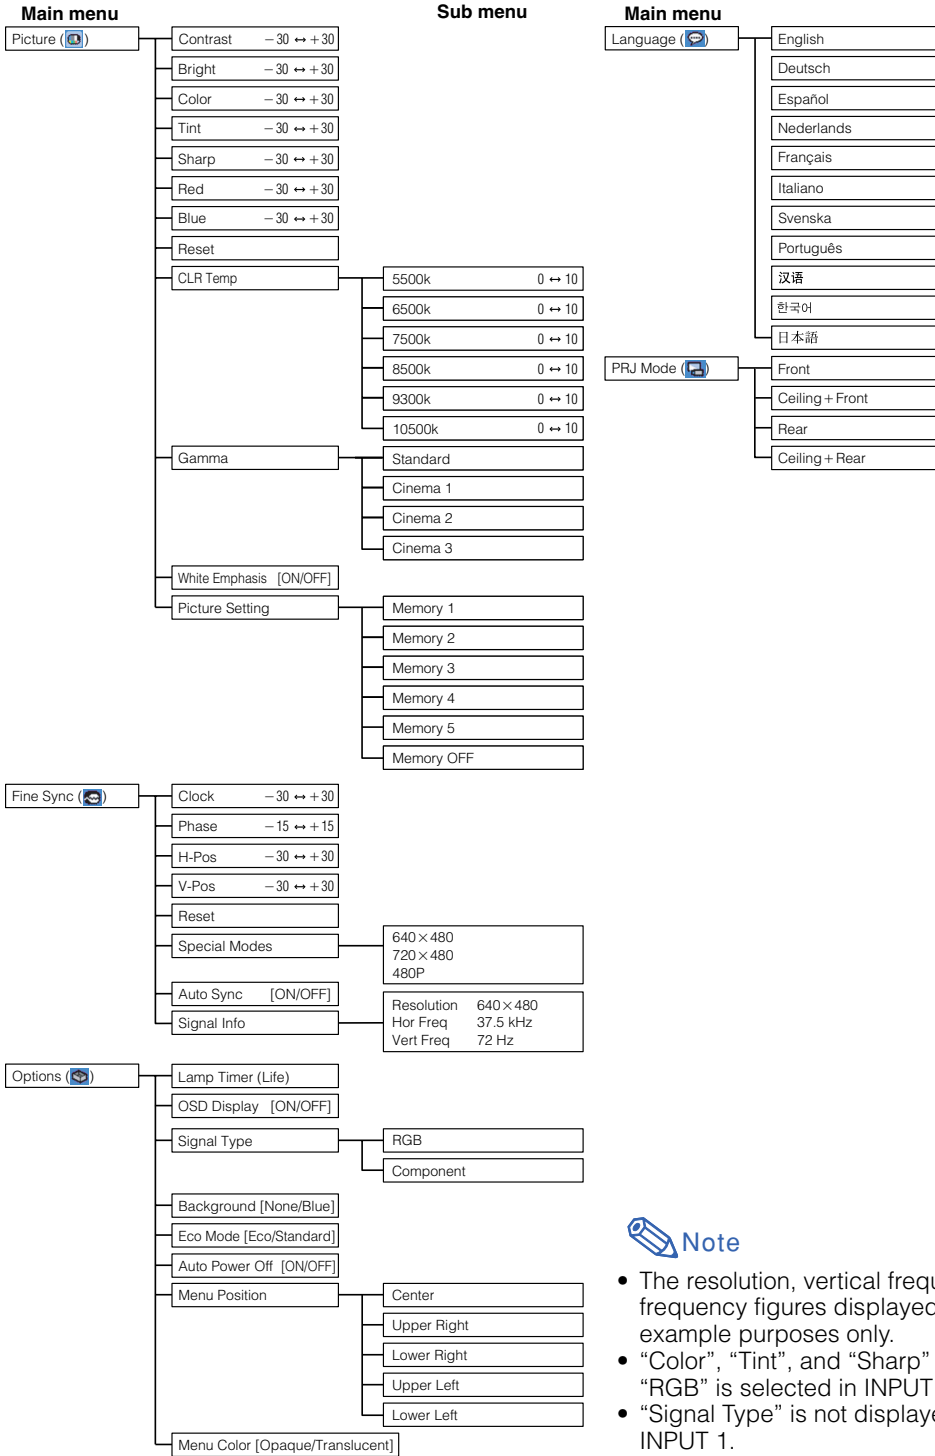 Main menu
Sub menu
Picture ( )
Contrast −30 ↔ +30
Bright −30 ↔ +30
Color −30 ↔ +30
Tint −30 ↔ +30
Sharp −30 ↔ +30
Red −30 ↔ +30
Blue −30 ↔ +30
Reset
CLR Temp
5500k 0 ↔ 10
6500k 0 ↔ 10
7500k 0 ↔ 10
8500k 0 ↔ 10
9300k 0 ↔ 10
10500k 0 ↔ 10
Gamma
Standard
Cinema 1
Cinema 2
Cinema 3
White Emphasis [ON/OFF]
Picture Setting
Memory 1
Memory 2
Memory 3
Memory 4
Memory 5
Memory OFF
Fine Sync ( )
Clock −30 ↔ +30
Phase −15 ↔ +15
H-Pos −30 ↔ +30
V-Pos −30 ↔ +30
Reset
Special Modes
640×480
720×480
480P
Auto Sync [ON/OFF]
Signal Info
Resolution 640×480
Hor Freq 37.5 kHz
Vert Freq 72 Hz
Options ( )
Lamp Timer (Life)
OSD Display [ON/OFF]
Signal Type
RGB
Component
Background [None/Blue]
Eco Mode [Eco/Standard]
Auto Power Off [ON/OFF]
Menu Position
Center
Upper Right
Lower Right
Upper Left
Lower Left
Menu Color [Opaque/Translucent]
Main menu
Language ( )
English
Deutsch
Español
Nederlands
Français
Italiano
Svenska
Português
汉语
한국어
日本語
PRJ Mode ( )
Front
Ceiling+Front
Rear
Ceiling+Rear
Note
• The resolution, vertical frequ
frequency figures displayed
example purposes only.
• “Color”, “Tint”, and “Sharp”
“RGB” is selected in INPUT
• “Signal Type” is not displaye
INPUT 1.